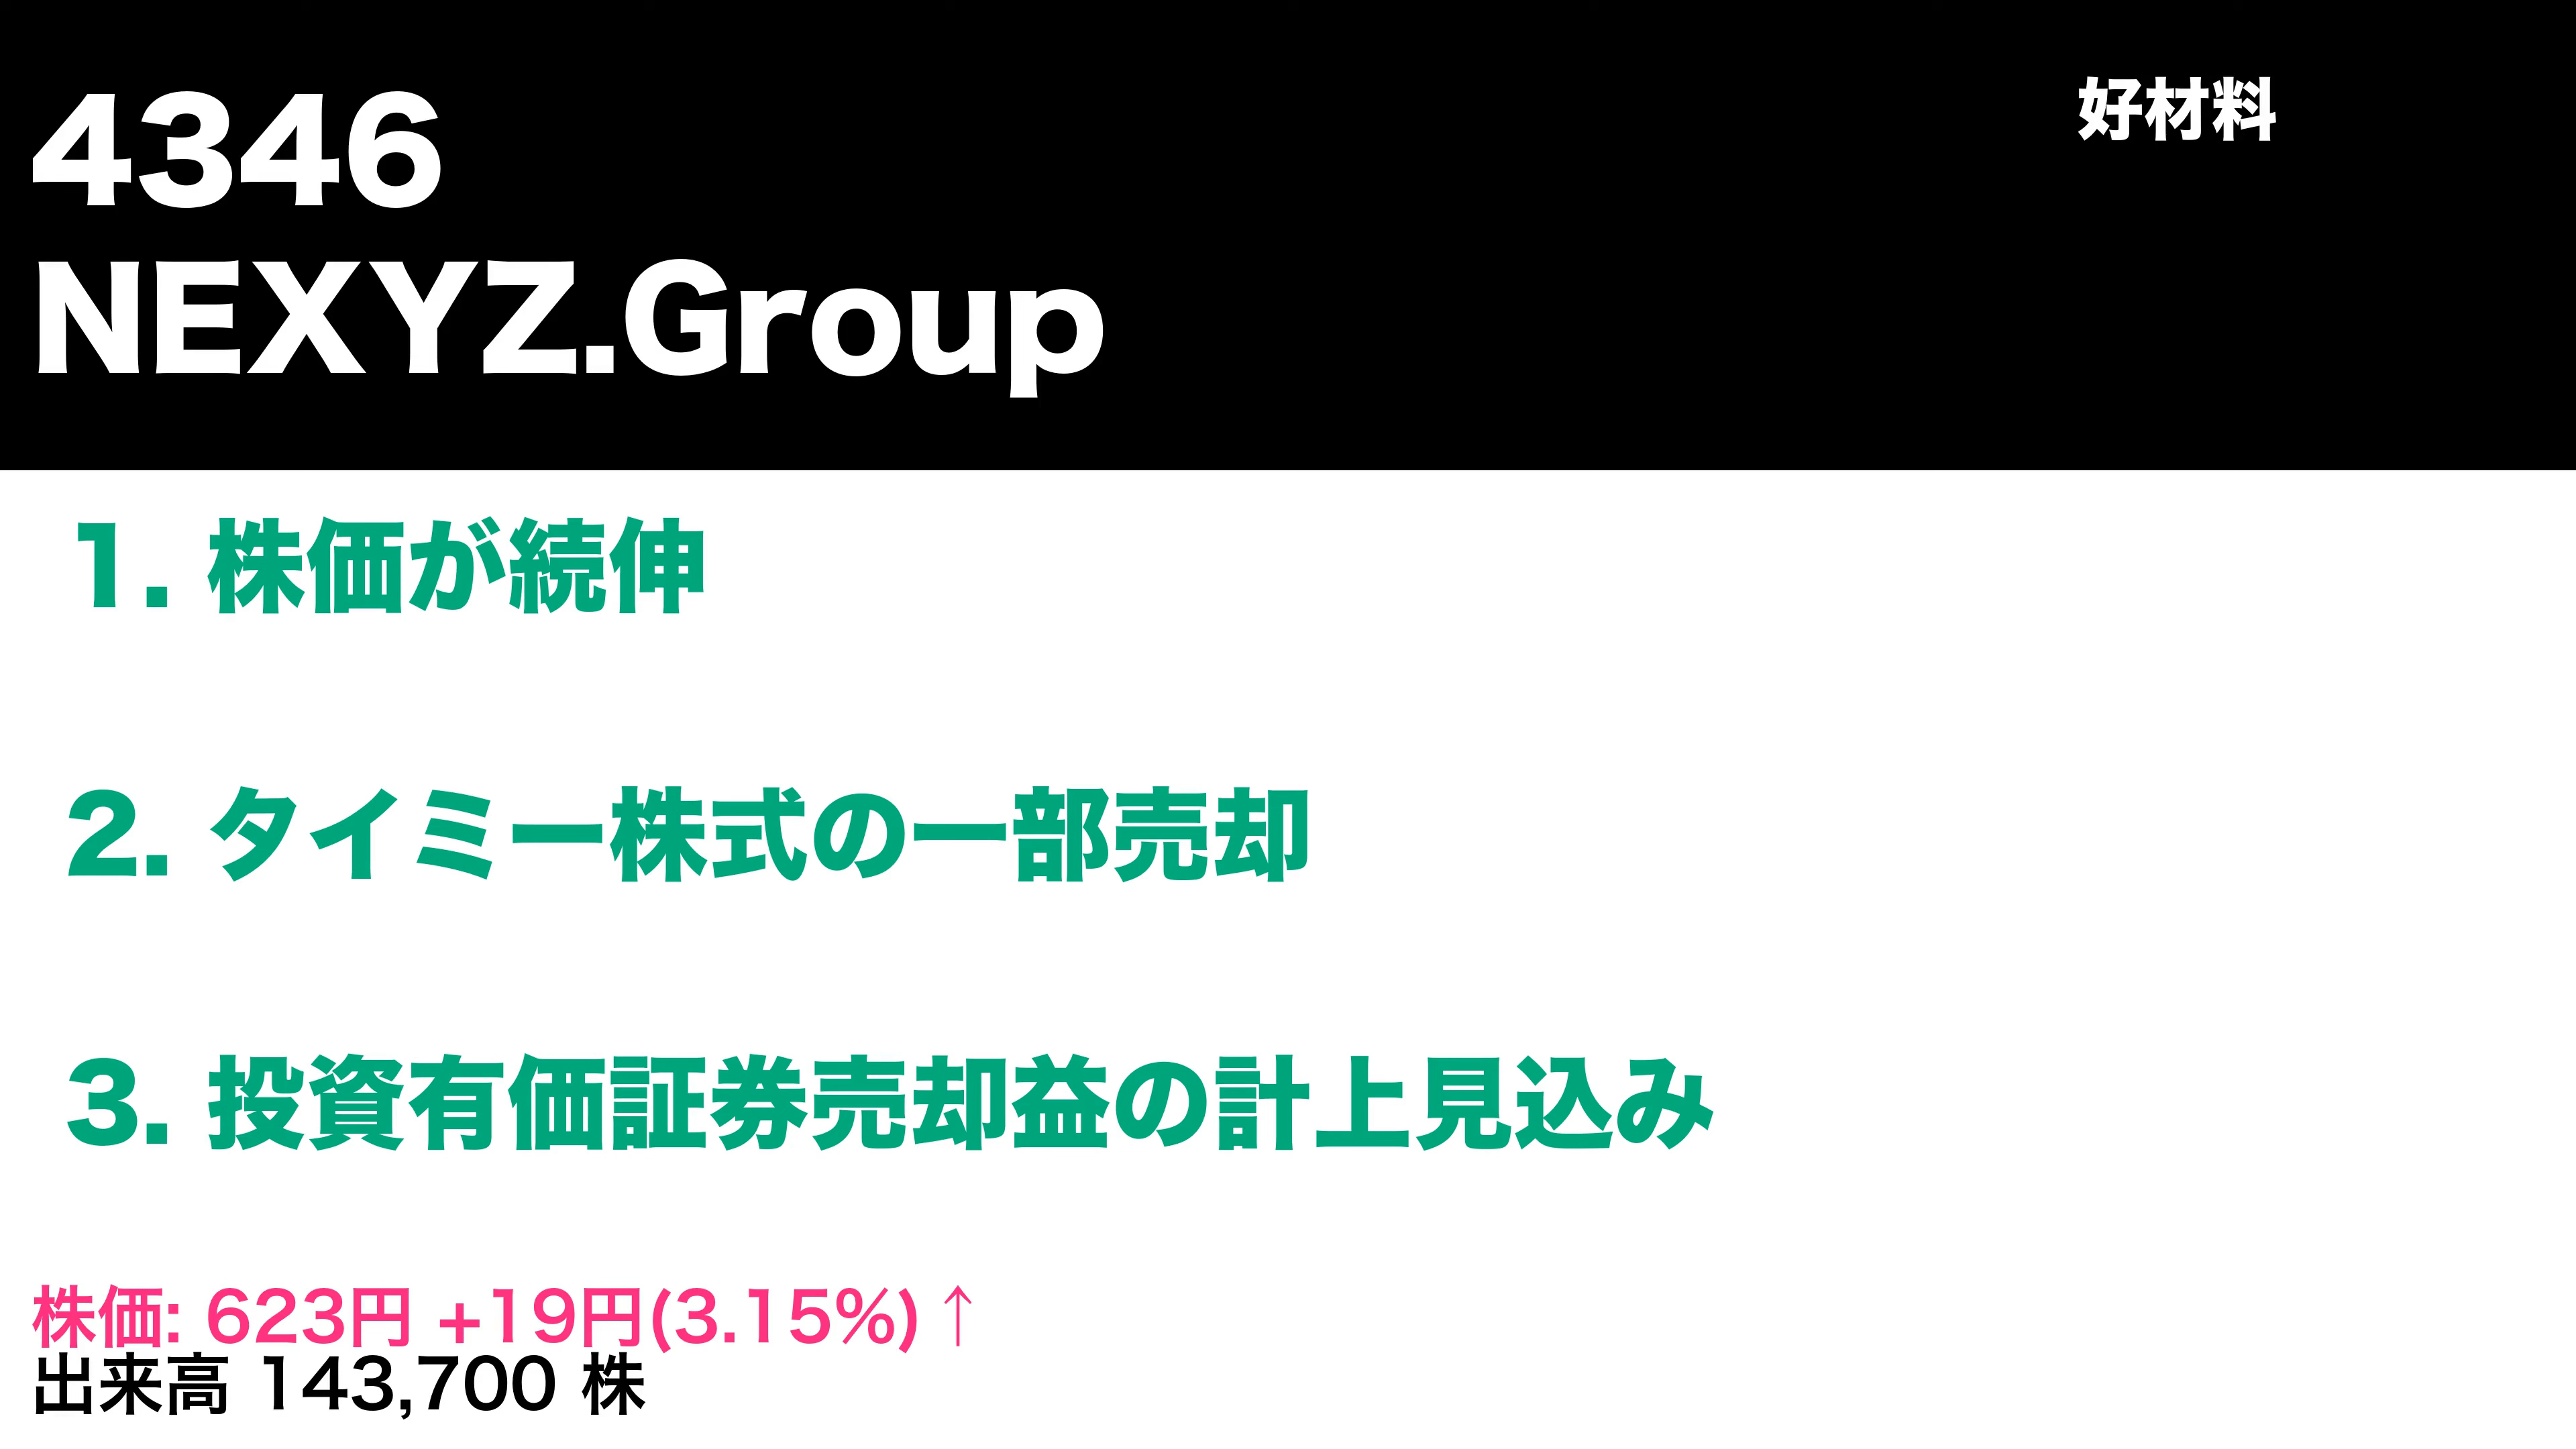 4346
好材料
NEXYZ.Group
1. 株価が続伸
2. タイミー株式の一部売却
3. 投資有価証券売却益の計上見込み
株価: 623円 +19円(3.15%)↑
出来高 143,700 株